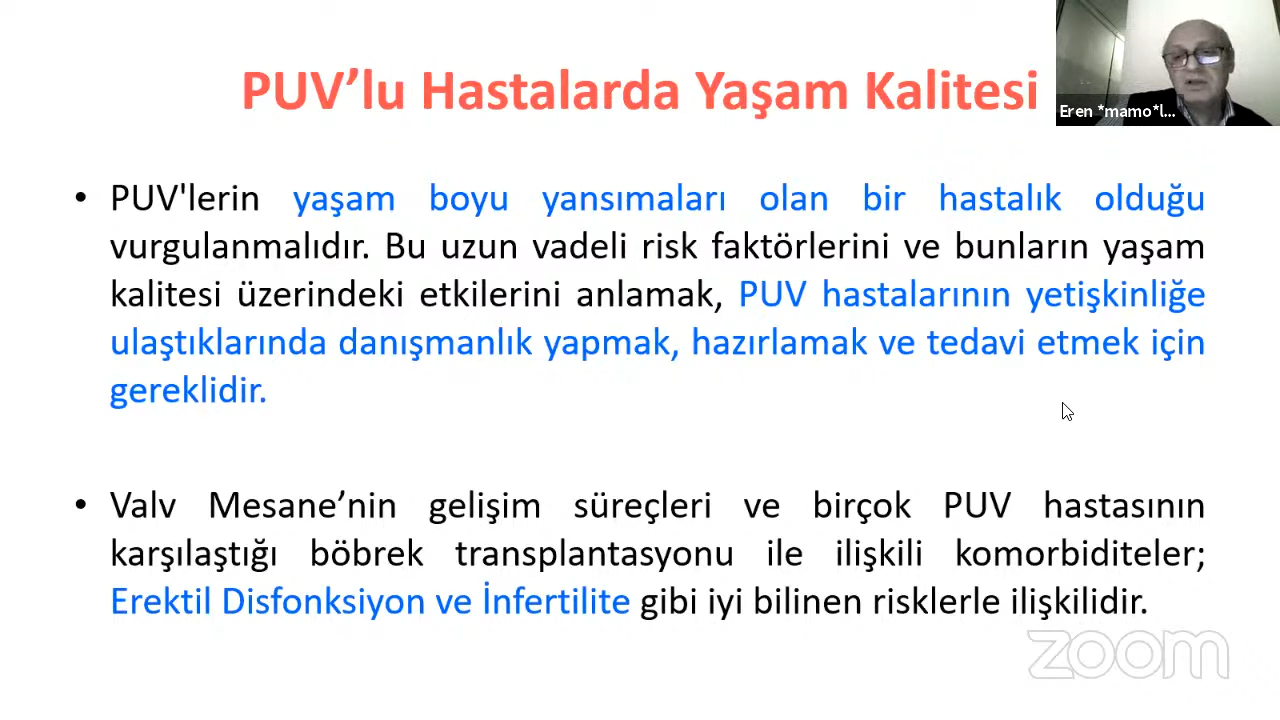 PUV’lu Hastalarda Yaşam Kalitesi
Eren *mamo*l...
• PUV'lerin yaşam boyu yansımaları olan bir hastalık olduğu
vurgulanmalıdır. Bu uzun vadeli risk faktörlerini ve bunların yaşam
kalitesi üzerindeki etkilerini anlamak, PUV hastalarının yetişkinliğe
ulaştıklarında danışmanlık yapmak, hazırlamak ve tedavi etmek için
gereklidir.
• Valv Mesane’nin gelişim süreçleri ve birçok PUV hastasının
karşılaştığı böbrek transplantasyonu ile ilişkili komorbiditeler;
Erektil Disfonksiyon ve İnfertilite gibi iyi bilinen risklerle ilişkilidir.
zoom